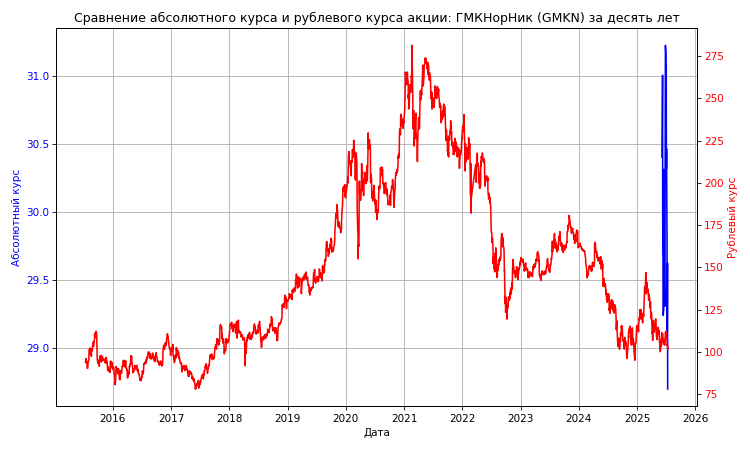 Сравнение абсолютного курса и рублевого курса акции: ГМКНорНик (GMKN) за десять лет
31.0
30.5
30.0
29.5
29.0
Абсолютный курс
275
250
225
200
175
150
125
100
75
Рублевый курс
2016 2017 2018 2019 2020 2021 2022 2023 2024 2025 2026
Дата